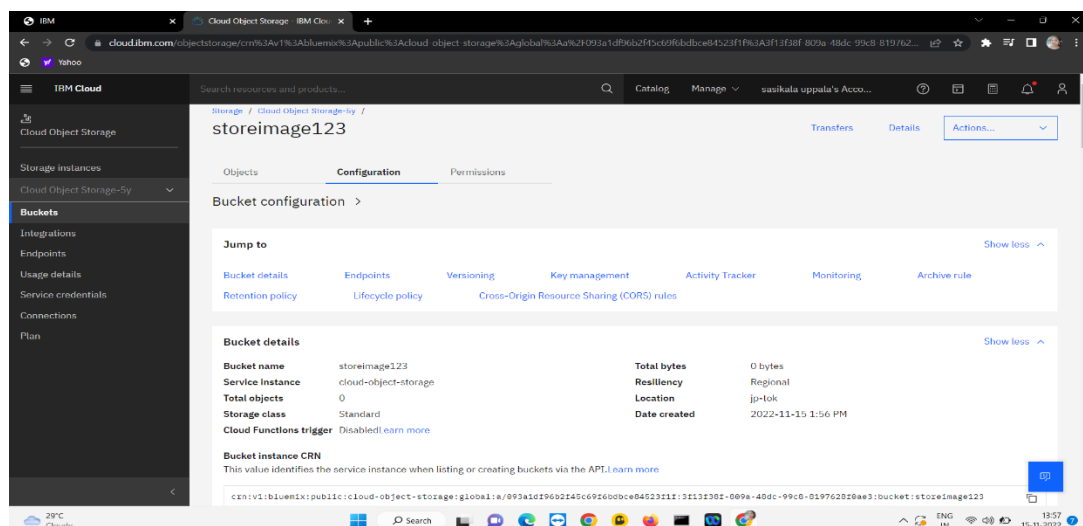 IBM
Cloud Object Storage - IBM Clou
cloud.ibm.com/objectstorage/crn%3Av1%3Abluemix%3Apublic%3Acloud-object-storage%3Aglobal%3Aa%2F093a1df96b2f45c69f6bdbce84523f1f%3A3f13f38f-809a-48dc-99c8-819762...
Yahoo
IBM Cloud
Search resources and products...
Catalog
Manage
sasikala uppala's Acco...
Cloud Object Storage
Storage instances
Cloud Object Storage-5y
Buckets
Integrations
Endpoints
Usage details
Service credentials
Connections
Plan
Storage / Cloud Object Storage-5y /
storeimage123
Transfers
Details
Actions...
Objects
Configuration
Permissions
Bucket configuration >
Jump to
Show less
Bucket details
Endpoints
Versioning
Key management
Activity Tracker
Monitoring
Archive rule
Retention policy
Lifecycle policy
Cross-Origin Resource Sharing (CORS) rules
Bucket details
Show less
Bucket name storeimage123
Service instance cloud-object-storage
Total objects 0
Storage class Standard
Cloud Functions trigger DisabledLearn more
Total bytes 0 bytes
Resiliency Regional
Location jp-tok
Date created 2022-11-15 1:56 PM
Bucket instance CRN
This value identifies the service instance when listing or creating buckets via the API.Learn more
crn:v1:bluemix:public:cloud-object-storage:global:a/093a1df96b2f45c69f6bdbce84523f1f:3f13f38f-809a-48dc-99c8-8197628f0ae3:bucket:storeimage123
29°C
Cloudy
Search
ENG
IN
13:57
15-11-2022